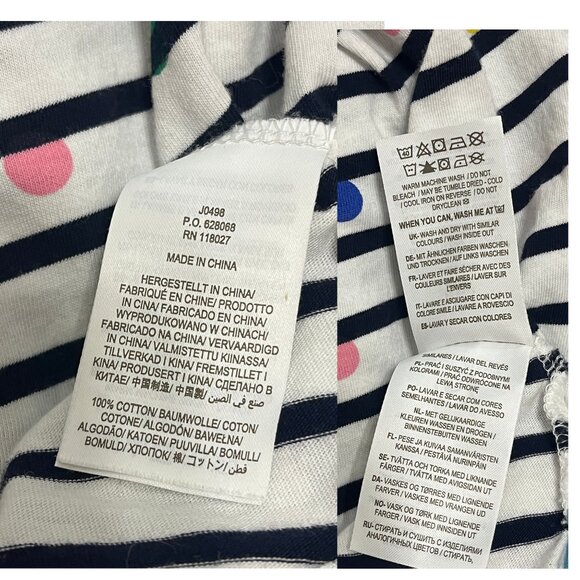 J0498
P.O. 628068
RN 118027
MADE IN CHINA
HERGESTELLT IN CHINA/
FABRIQUÉ EN CHINE/ PRODOTTO
IN CINA/ FABRICADO EN CHINA/
WYPRODUKOWANO W CHINACH/
FABRICADO NA CHINA/ VERVAARDIGD
IN CHINA/ VALMISTETTU KIINASSA/
TILLVERKAD I KINA/ FREMSTILLET I
KINA/ PRODUSERT I KINA/ СДЕЛАНО В
КИТАЕ/ 中国制造/ 中国製/ صنع في الصين
100% COTTON/ BAUMWOLLE/ COTON/
COTONE/ ALGODÓN/ BAWEŁNA/
ALGODÃO/ KATOEN/ PUUVILLA/ BOMULL/
BOMULD/ ХЛОПОК/ 棉/ コットン/ قطن
40
WARM MACHINE WASH / DO NOT
BLEACH / MAY BE TUMBLE DRIED - COLD
/ COOL IRON ON REVERSE / DO NOT
DRYCLEAN
WHEN YOU CAN, WASH ME AT 30
UK- WASH AND DRY WITH SIMILAR
COLOURS / WASH INSIDE OUT
DE- MIT ÄHNLICHEN FARBEN WASCHEN
UND TROCKNEN / AUF LINKS WASCHEN
FR- LAVER ET FAIRE SÉCHER AVEC DES
COULEURS SIMILAIRES / LAVER SUR
L'ENVERS
IT- LAVARE E ASCIUGARE CON CAPI DI
COLORE SIMILE / LAVARE A ROVESCIO
ES- LAVAR Y SECAR CON COLORES
SIMILARES / LAVAR DEL REVÉS
PL- PRAĆ I SUSZYĆ Z PODOBNYMI
KOLORAMI / PRAĆ ODWRÓCONE NA
LEWĄ STRONĘ
PO- LAVAR E SECAR COM CORES
SEMELHANTES / LAVAR DO AVESSO
NL- MET GELIJKAARDIGE
KLEUREN WASSEN EN DROGEN /
BINNENSTEBUITEN WASSEN
FL- PESE JA KUIVAA SAMANVÄRISTEN
KANSSA / PESTÄVÄ NURINPÄIN
SE- TVÄTTA OCH TORKA MED LIKNANDE
FÄRGER / TVÄTTA MED AVIGSIDAN UT
DA- VASKES OG TØRRES MED LIGNENDE
FARVER / VASKES MED VRANGEN UD
NO- VASK OG TØRK MED LIGNENDE
FARGER / VASK MED INNSIDEN UT
RU- СТИРАТЬ И СУШИТЬ С ИЗДЕЛИЯМИ
АНАЛОГИЧНЫХ ЦВЕТОВ / СТИРАТЬ